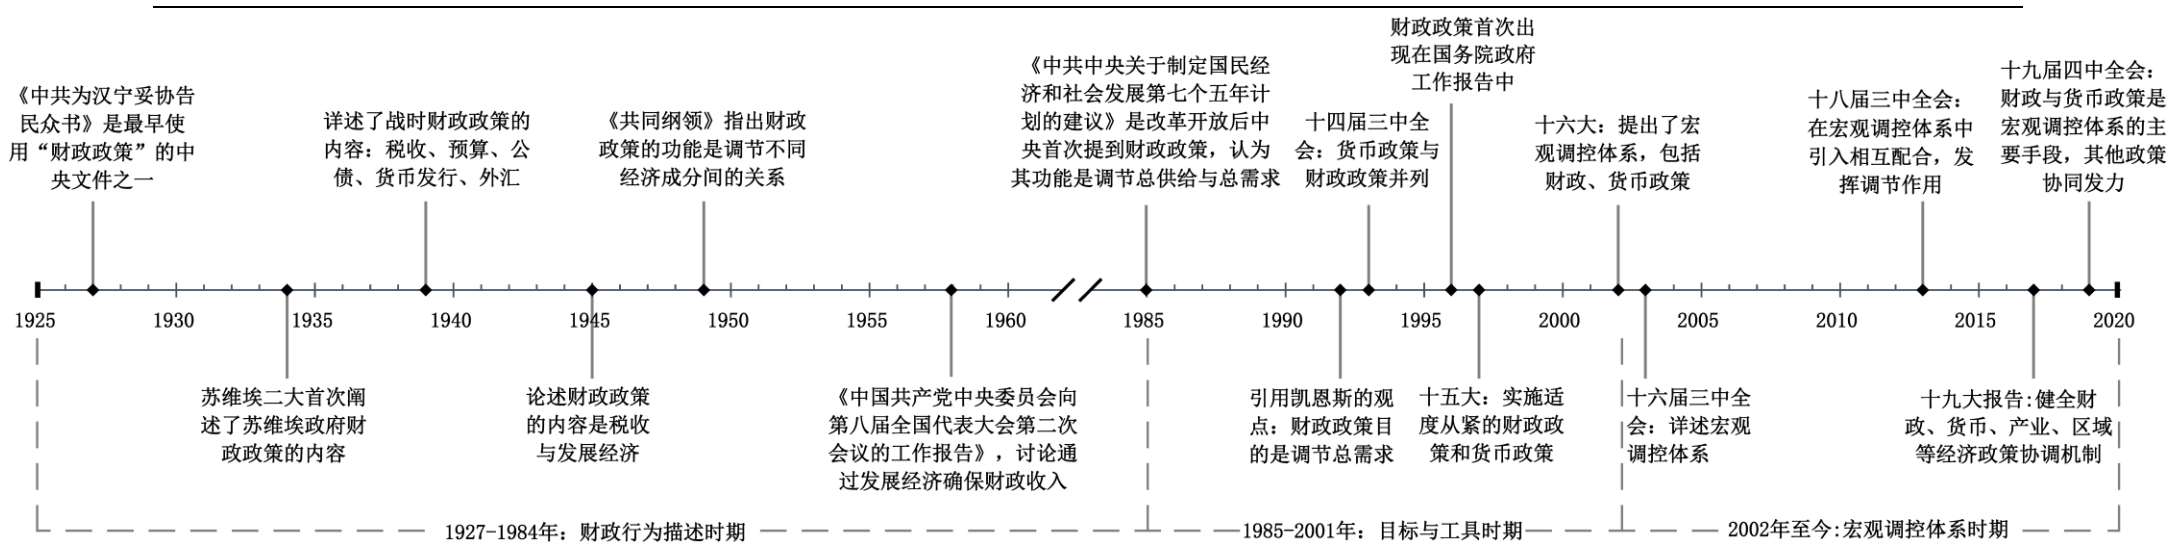 《中共为汉宁妥协告
民众书》是最早使
用“财政政策”的中
央文件之一
详述了战时财政政策的
内容：税收、预算、公
债、货币发行、外汇
《共同纲领》指出财政
政策的功能是调节不同
经济成分间的关系
《中共中央关于制定国民经
济和社会发展第七个五年计
划的建议》是改革开放后中
央首次提到财政政策，认为
其功能是调节总供给与总需求
十四届三中全
会：货币政策与
财政政策并列
财政政策首次出
现在国务院政府
工作报告中
十六大：提出了宏
观调控体系，包括
财政、货币政策
十八届三中全会：
在宏观调控体系中
引入相互配合，发
挥调节作用
十九届四中全会：
财政与货币政策是
宏观调控体系的主
要手段，其他政策
协同发力
1925 1930 1935 1940 1945 1950 1955 1960 1985 1990 1995 2000 2005 2010 2015 2020
苏维埃二大首次阐
述了苏维埃政府财
政政策的内容
论述财政政策
的内容是税收
与发展经济
《中国共产党中央委员会向
第八届全国代表大会第二次
会议的工作报告》，讨论通
过发展经济确保财政收入
引用凯恩斯的观
点：财政政策目
的是调节总需求
十五大：实施适
度从紧的财政政
策和货币政策
十六届三中全
会：详述宏观
调控体系
十九大报告:健全财
政、货币、产业、区域
等经济政策协调机制
1927-1984年：财政行为描述时期
1985-2001年：目标与工具时期
2002年至今:宏观调控体系时期